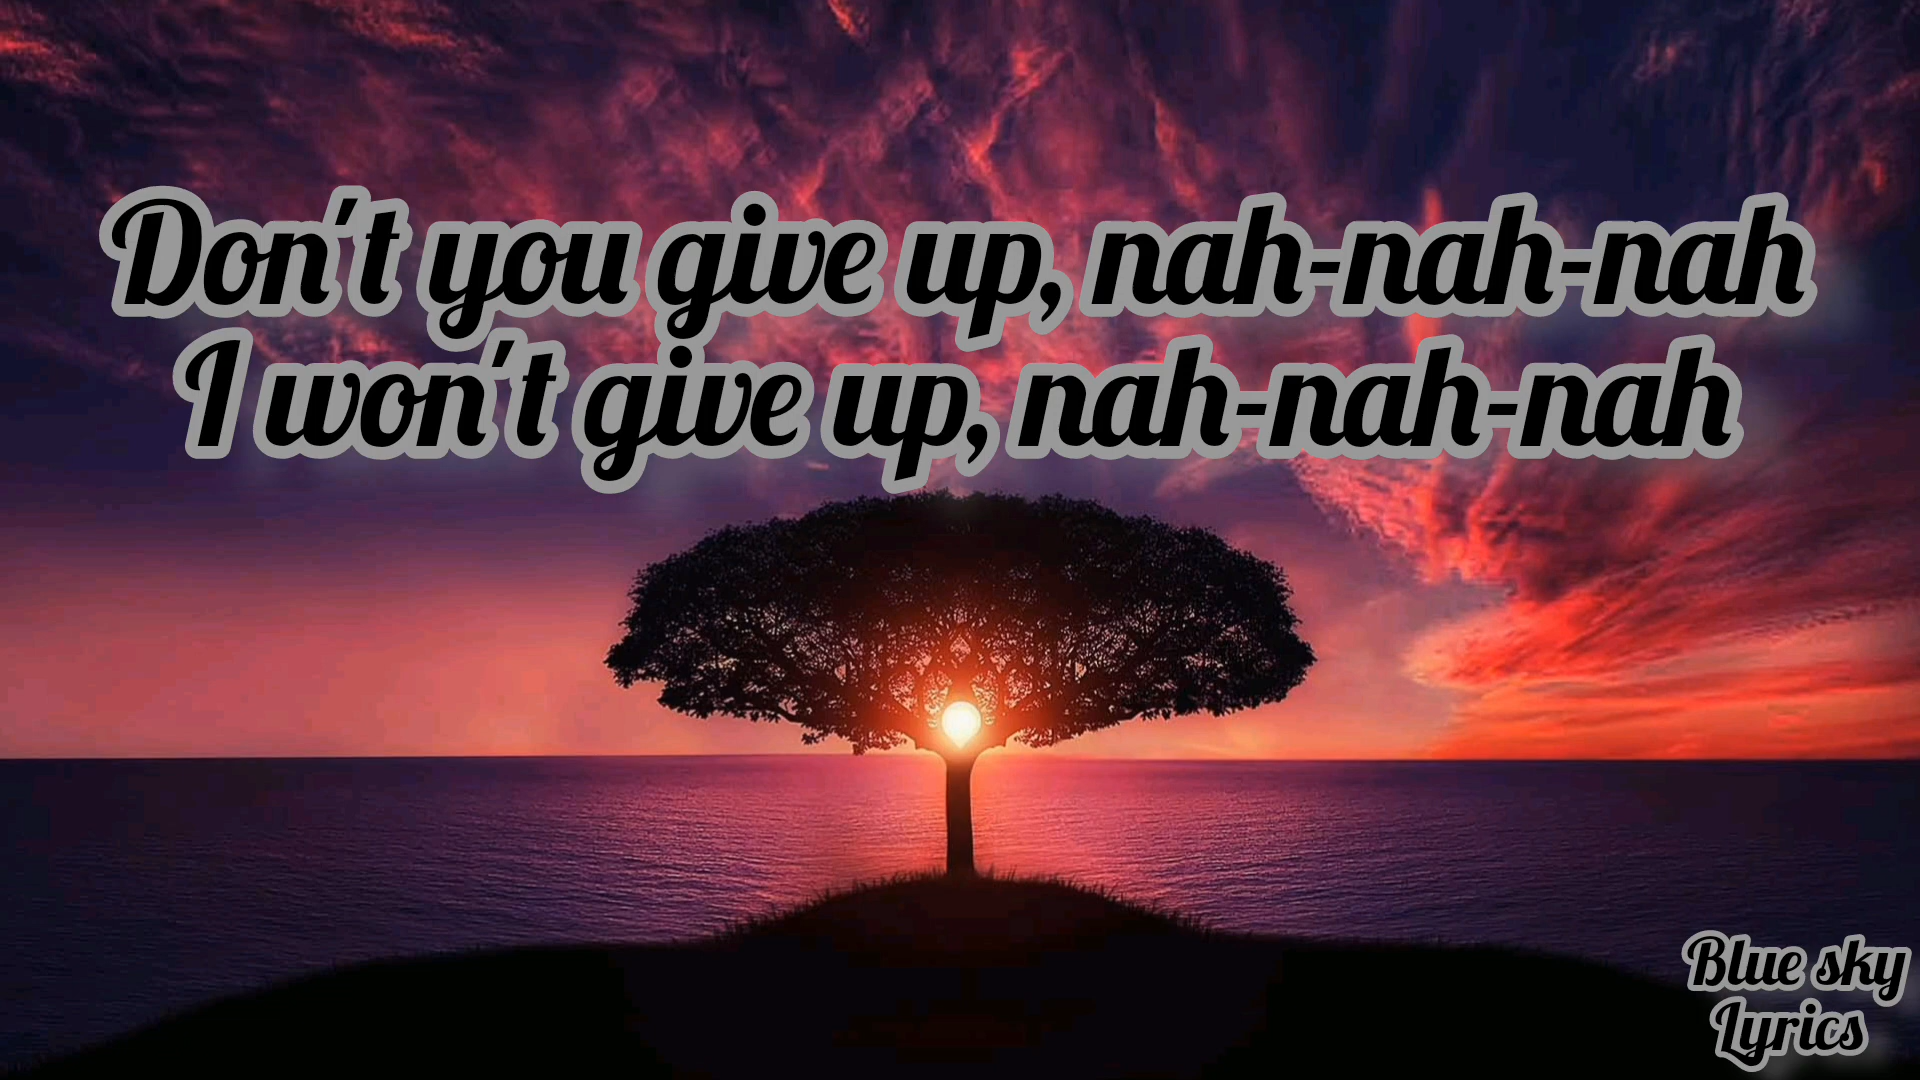 Don't you give up, nah-nah-nah
I won't give up, nah-nah-nah
Blue sky
Lyrics